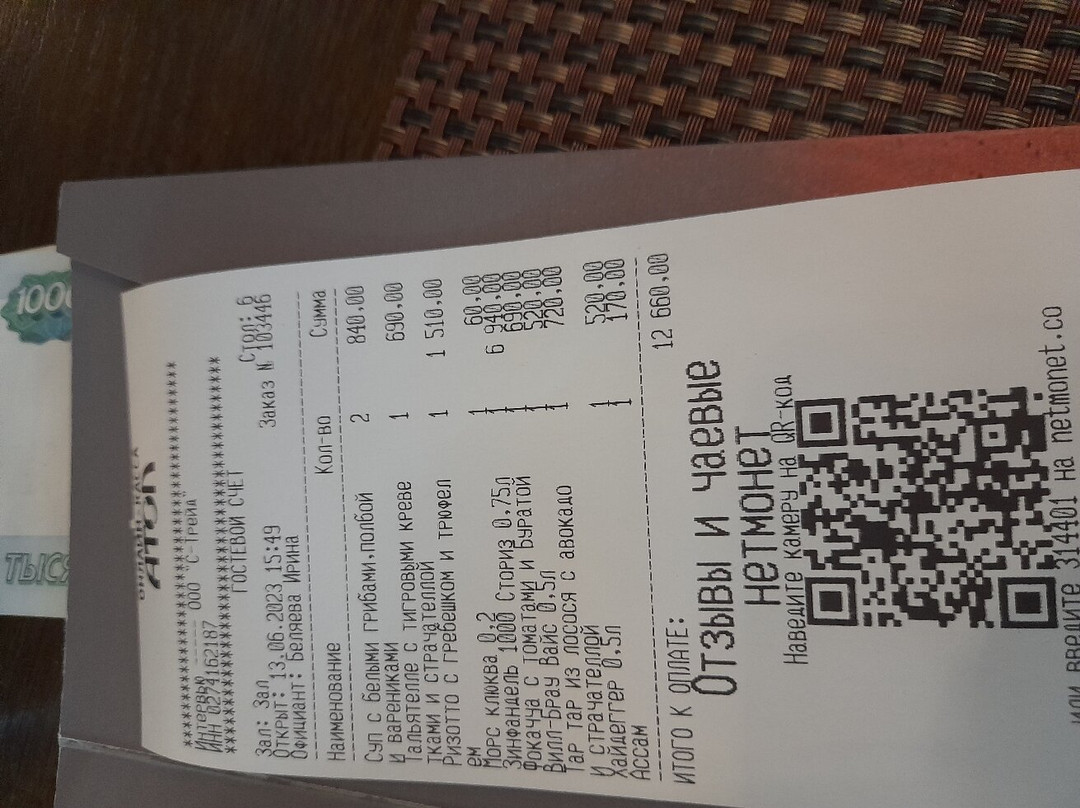 1000
ТЫСЯ
АТОЛ
************************************
Интервью ООО "С-Трейд"
ИНН 0274162187
************************************
ГОСТЕВОЙ СЧЕТ
Зал: Зал Стол: 6
Открыт: 13.06.2023 15:49 Заказ № 103446
Официант: Беляева Ирина
Наименование Кол-во Сумма
Суп с белыми грибами.полбой 2 840,00
и варениками
Тальятелле с тигровыми креве 1 690,00
тками и страчателлой
Ризотто с гребешком и трюфел 1 1 510,00
ем
Морс клюква 0,2 1 60,00
Зинфандель 1000 Сториз 0,75л 1 6 940,00
Фокачча с томатами и буратой 1 690,00
Вилл-Брау Вайс 0,5л 1 520,00
Тар тар из лосося с авокадо 1 720,00
и страчателлой
Хайдеггер 0,5л 1 520,00
Ассам 1 170,00
ИТОГО К ОПЛАТЕ: 12 660,00
Отзывы и чаевые
нетмонет
Наведите камеру на QR-код
или введите 314401 на netmonet.co